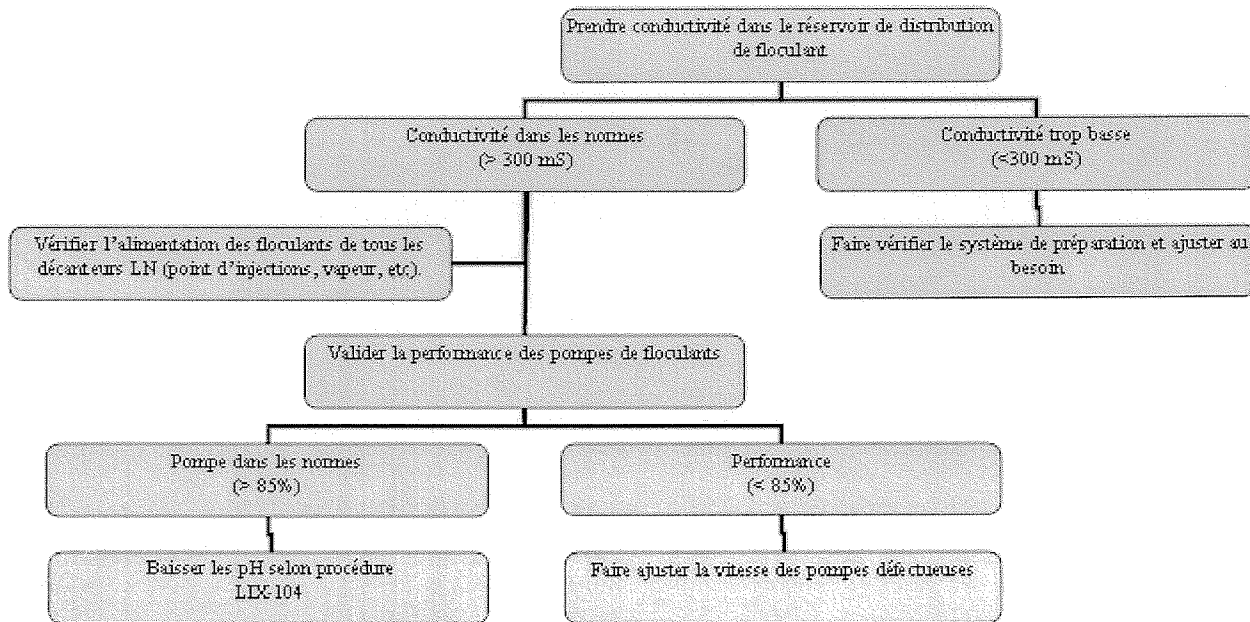 Prendre conductivité dans le réservoir de distribution
de floculant
Conductivité dans les normes
(> 300 mS)
Conductivité trop basse
(<300 mS)
Vérifier l'alimentation des floculants de tous les
décanteurs LN (point d'injections, vapeur, etc).
Faire vérifier le système de préparation et ajuster au
besoin
Valider la performance des pompes de floculants
Pompe dans les normes
(> 85%)
Performance
(< 85%)
Baisser les pH selon procédure
LIX-104
Faire ajuster la vitesse des pompes défectueuses